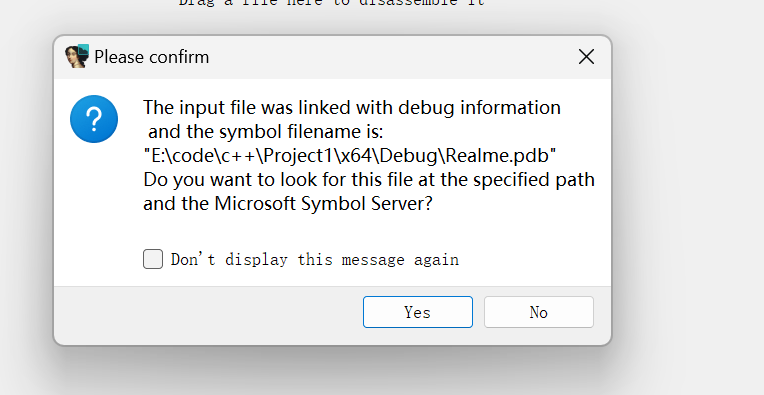 Drag a file here to disassemble it
Please confirm
The input file was linked with debug information
and the symbol filename is:
"E:\code\c++\Project1\x64\Debug\Realme.pdb"
Do you want to look for this file at the specified path
and the Microsoft Symbol Server?
Don't display this message again
Yes
No